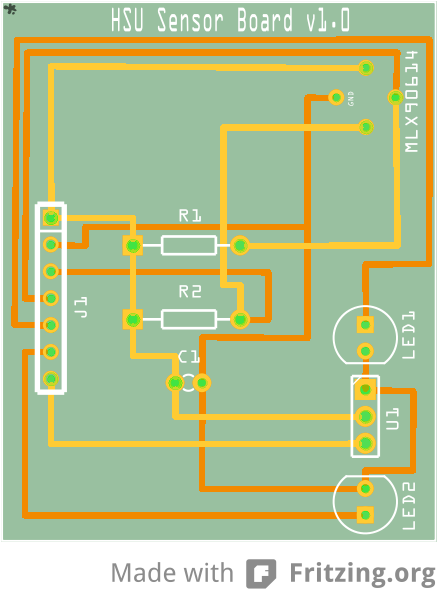 HSU Sensor Board v1.0
GND
MLX90614
R1
J1
R2
LED1
C1
U1
LED2
Made with Fritzing.org